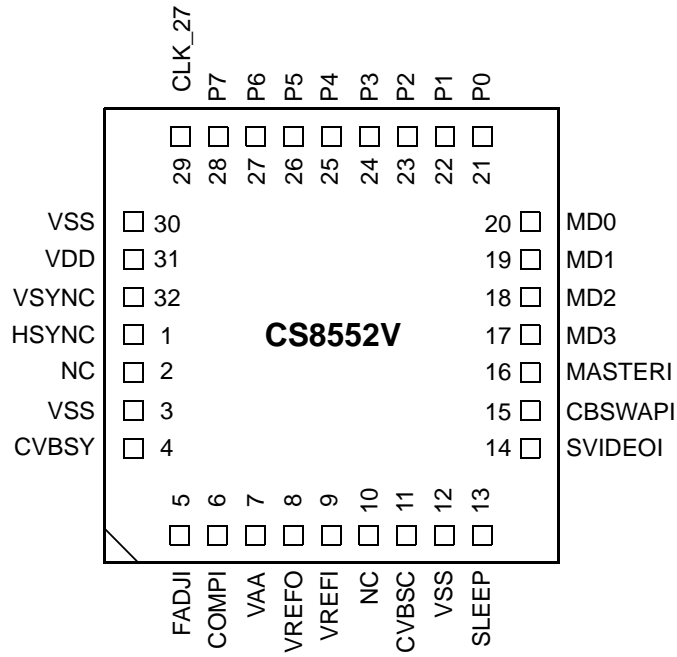 CLK_27 P7 P6 P5 P4 P3 P2 P1 P0
29 28 27 26 25 24 23 22 21
VSS 30 20 MD0
VDD 31 19 MD1
VSYNC 32 18 MD2
HSYNC 1 CS8552V 17 MD3
NC 2 16 MASTERI
VSS 3 15 CBSWAPI
CVBSY 4 14 SVIDEOI
5 6 7 8 9 10 11 12 13
FADJI COMPI VAA VREFO VREFI NC CVBSC VSS SLEEP